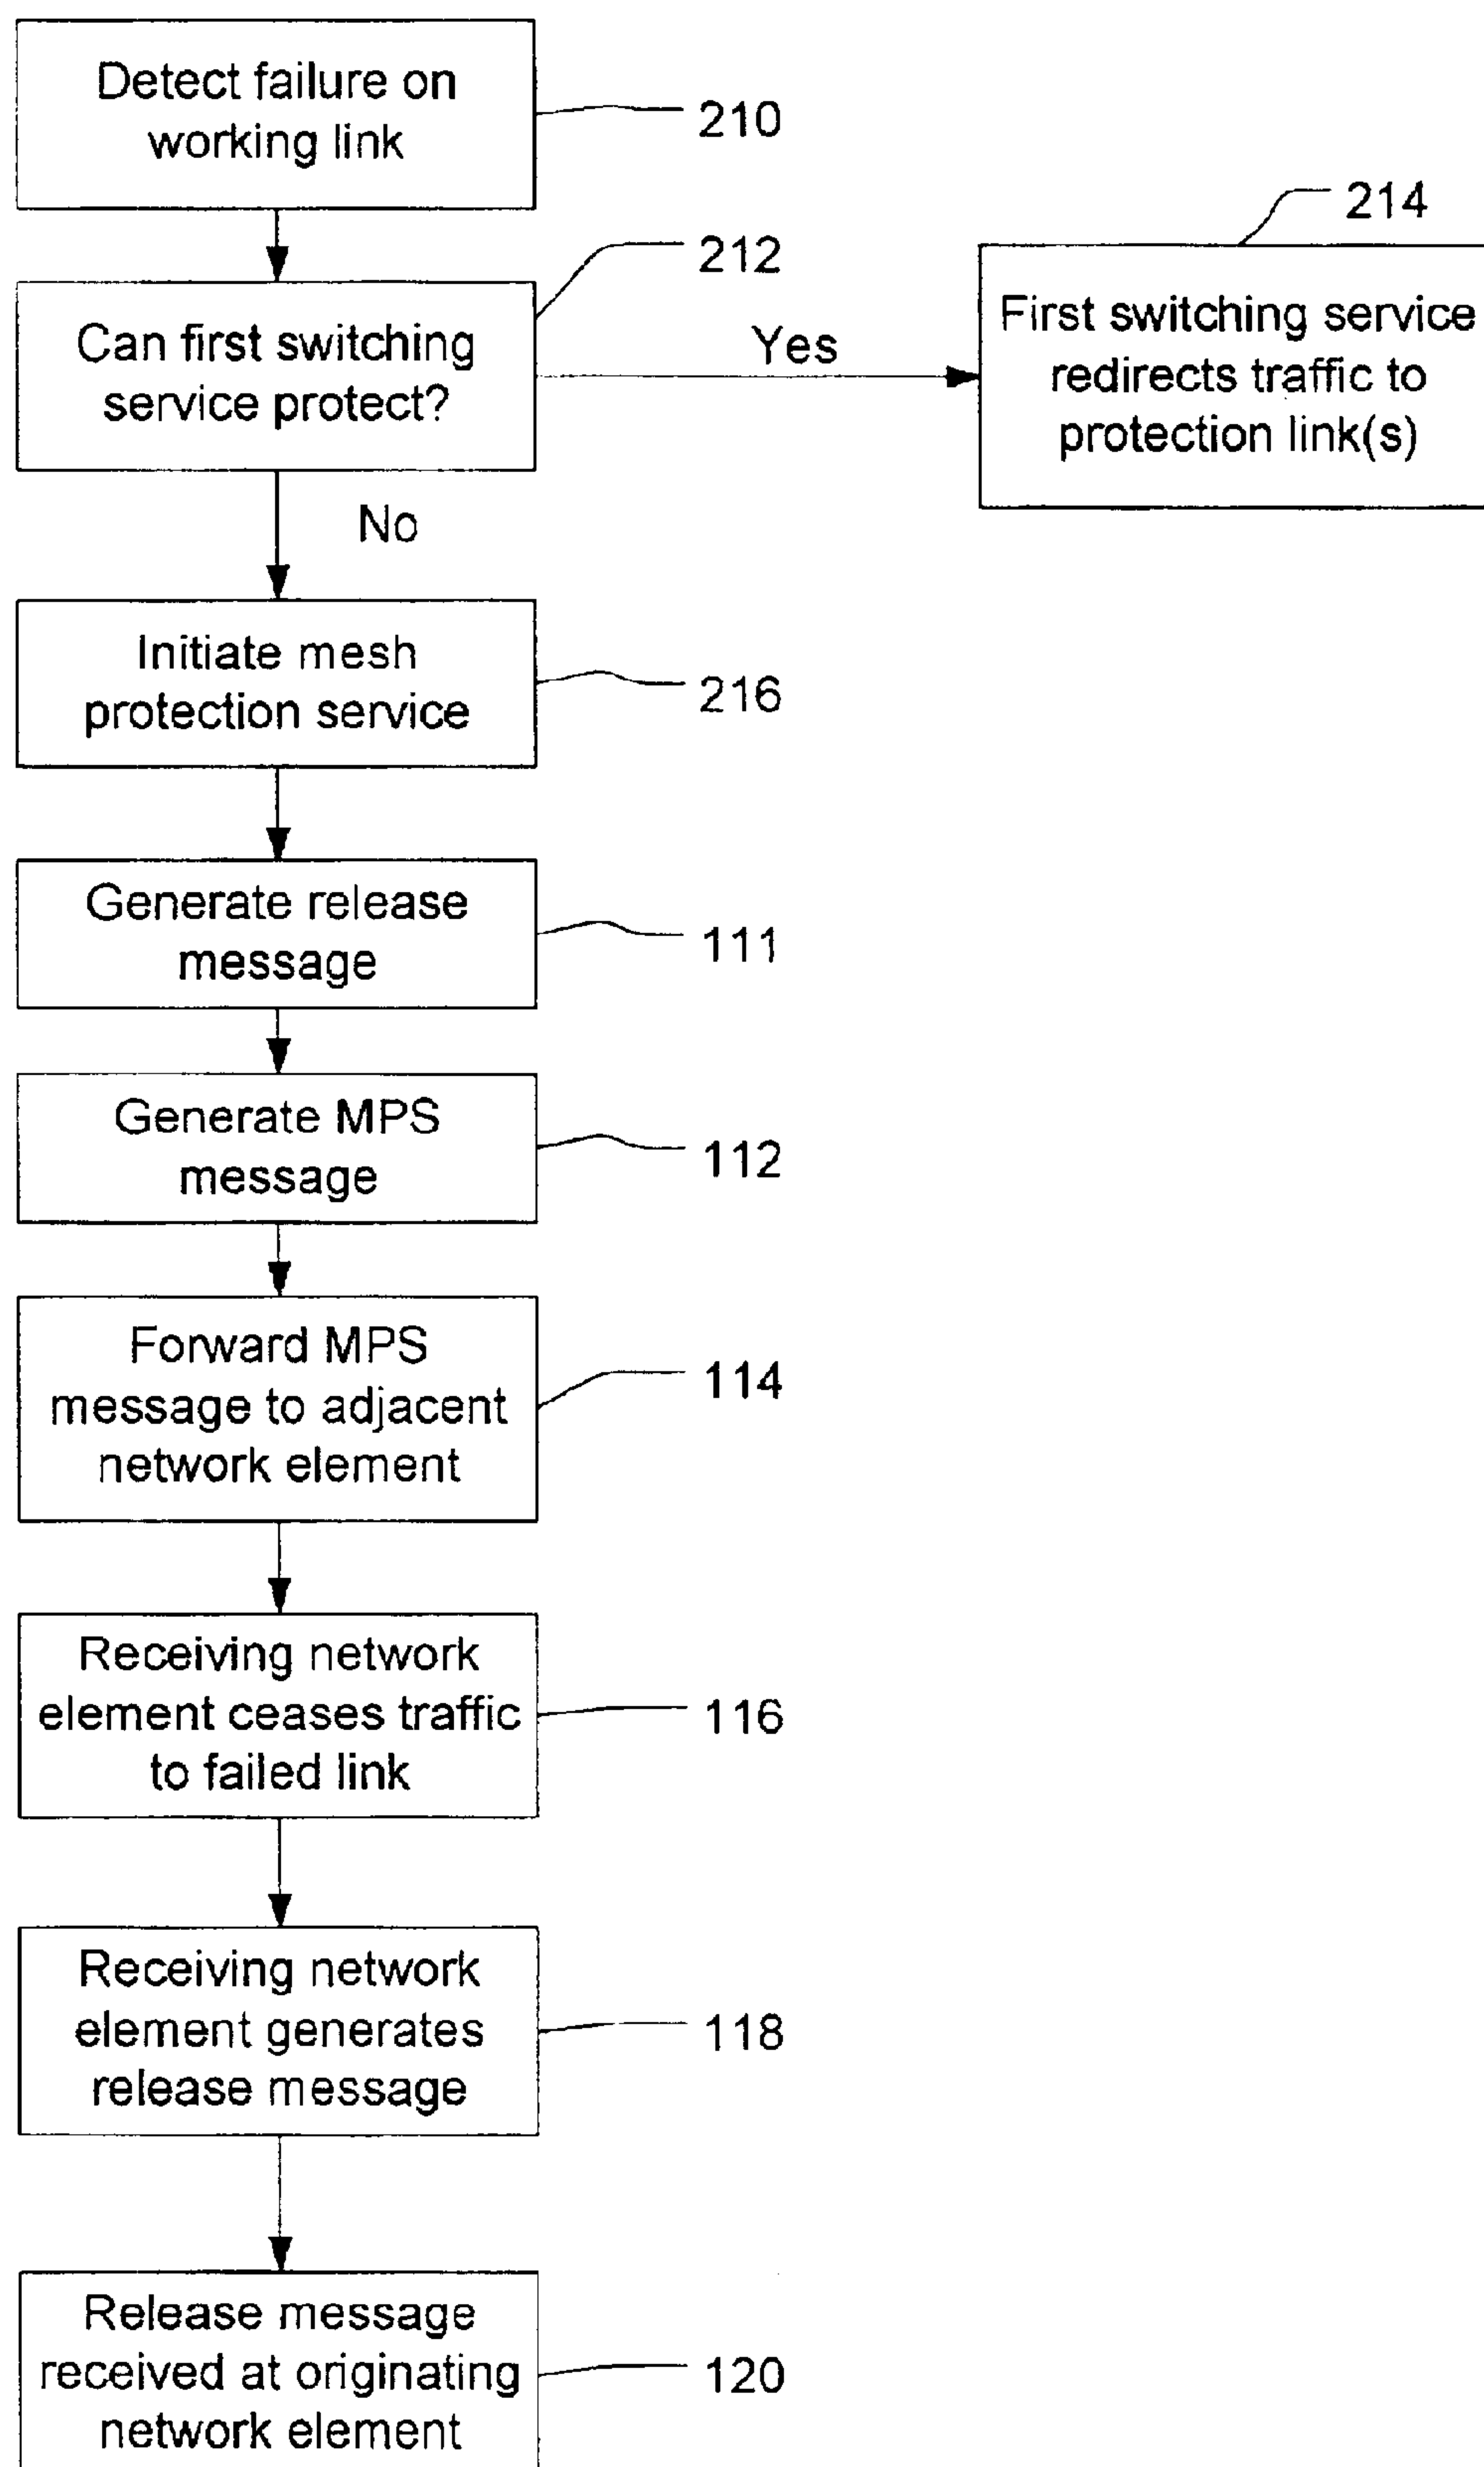 Detect failure on
working link
210
214
212
Can first switching
service protect?
Yes
First switching service
redirects traffic to
protection link(s)
No
Initiate mesh
protection service
216
Generate release
message
111
Generate MPS
message
112
Forward MPS
message to adjacent
network element
114
Receiving network
element ceases traffic
to failed link
116
Receiving network
element generates
release message
118
Release message
received at originating
network element
120